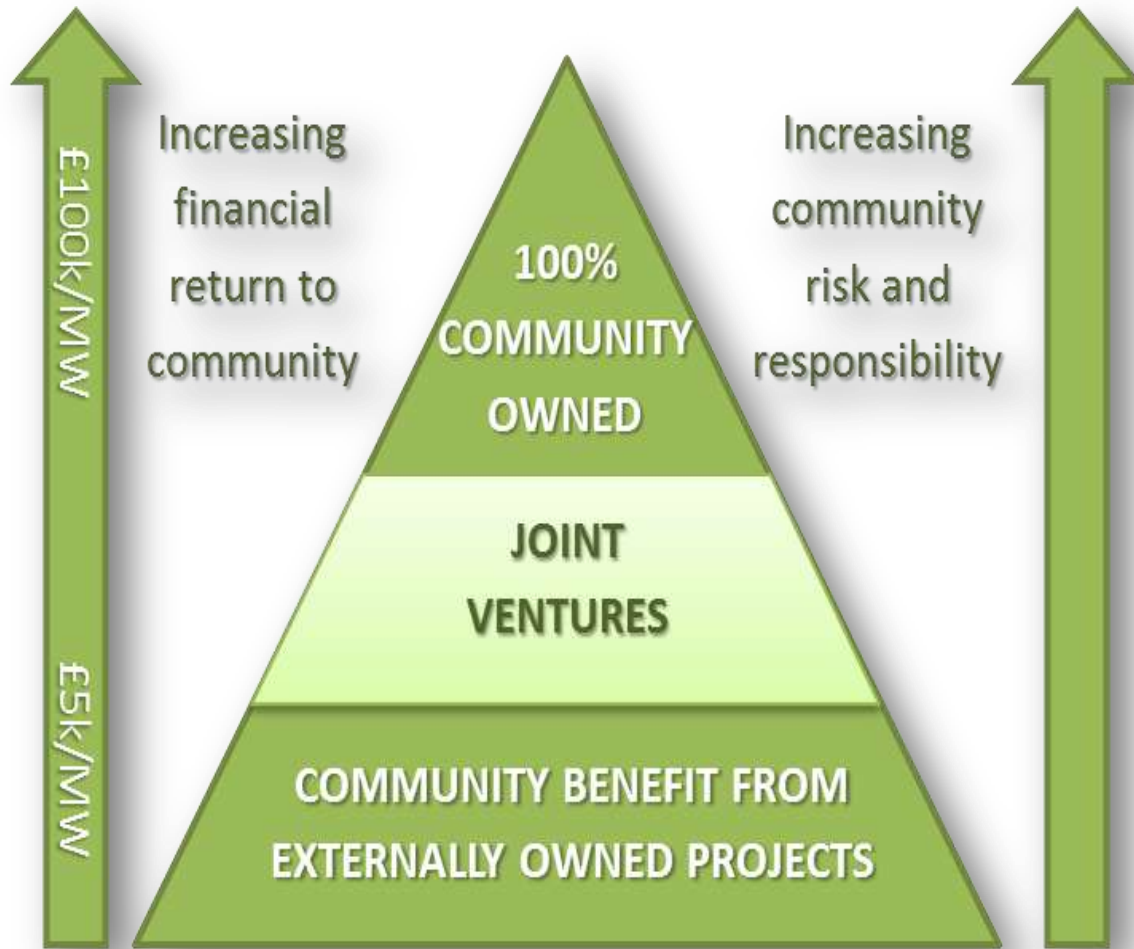 £100k/MW
£5k/MW
Increasing
financial
return to
community
100%
COMMUNITY
OWNED
JOINT
VENTURES
COMMUNITY BENEFIT FROM
EXTERNALLY OWNED PROJECTS
Increasing
community
risk and
responsibility